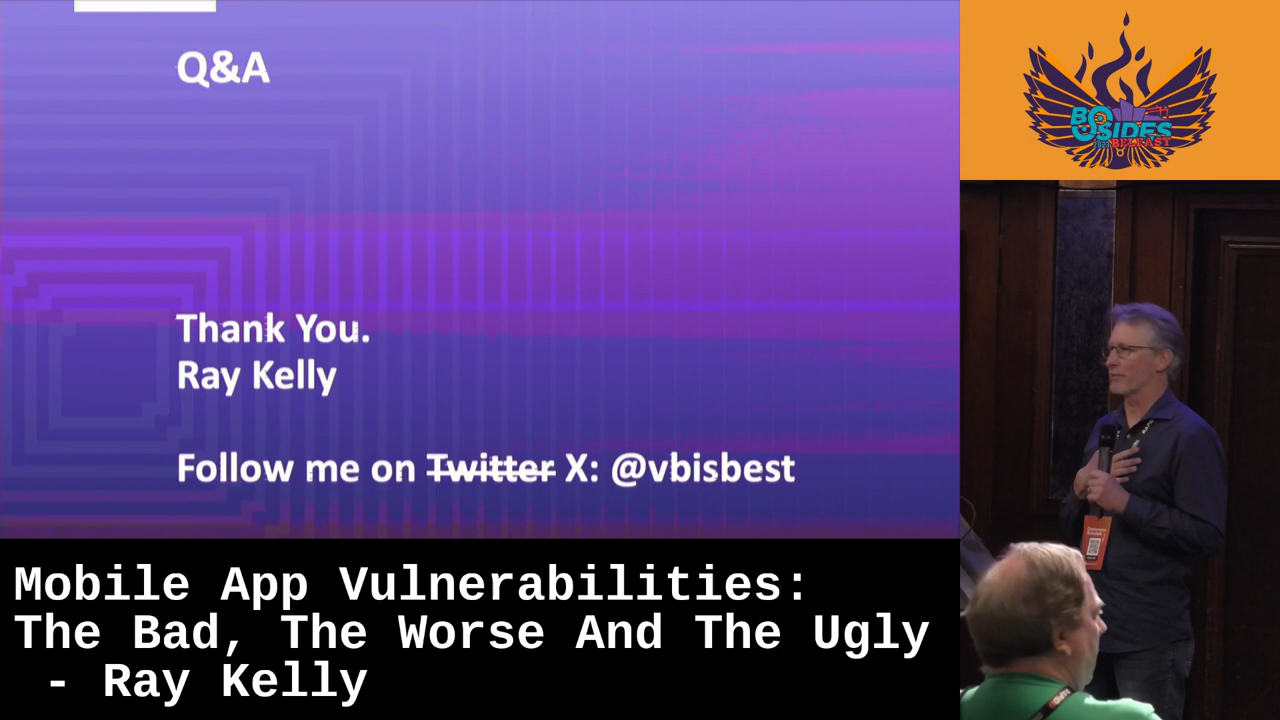 Q&A
Thank You.
Ray Kelly
Follow me on Twitter X: @vbisbest
BSIDES
BELFAST
Mobile App Vulnerabilities:
The Bad, The Worse And The Ugly
- Ray Kelly